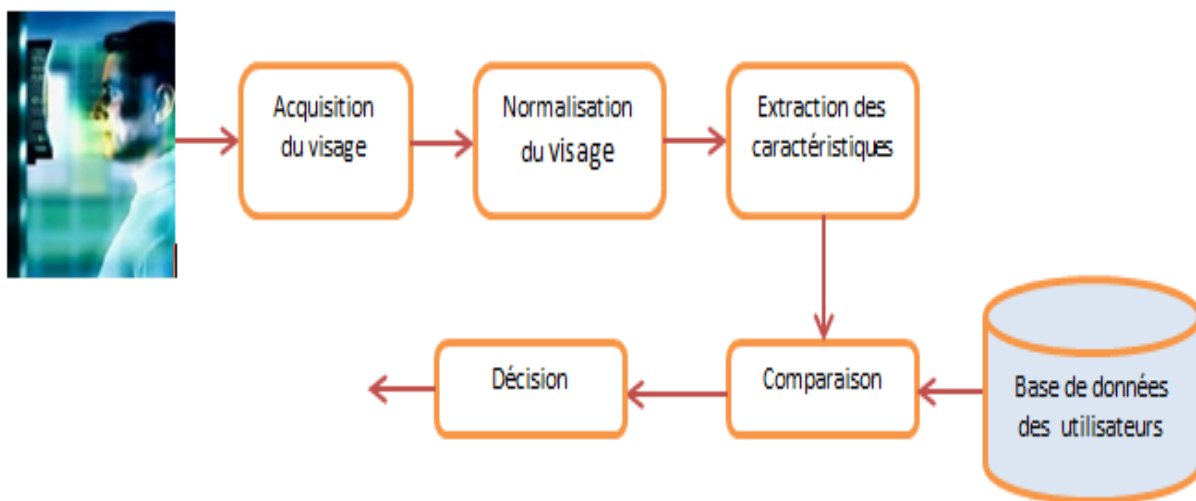 Acquisition
du visage
Normalisation
du visage
Extraction des
caractéristiques
Décision
Comparaison
Base de données
des utilisateurs